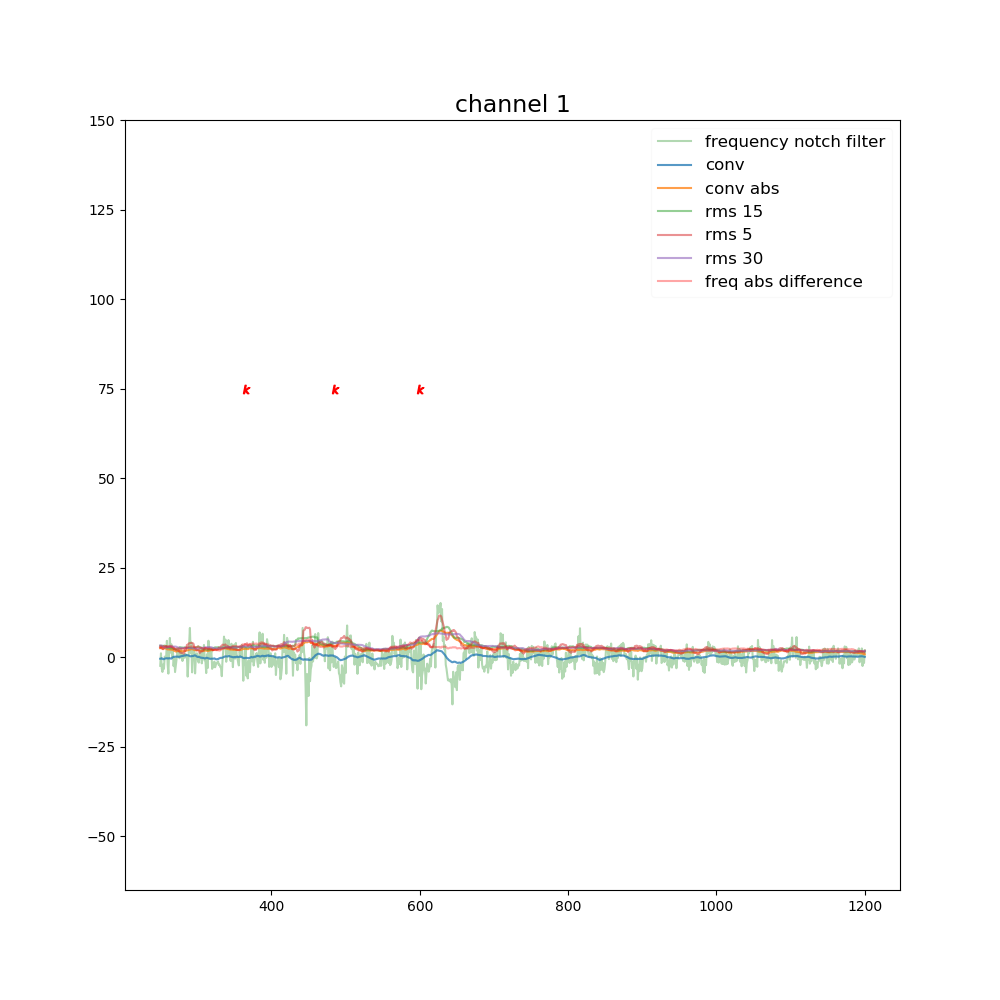 channel 1
150
125
100
75
50
25
0
−25
−50
frequency notch filter
conv
conv abs
rms 15
rms 5
rms 30
freq abs difference
k k k
400 600 800 1000 1200